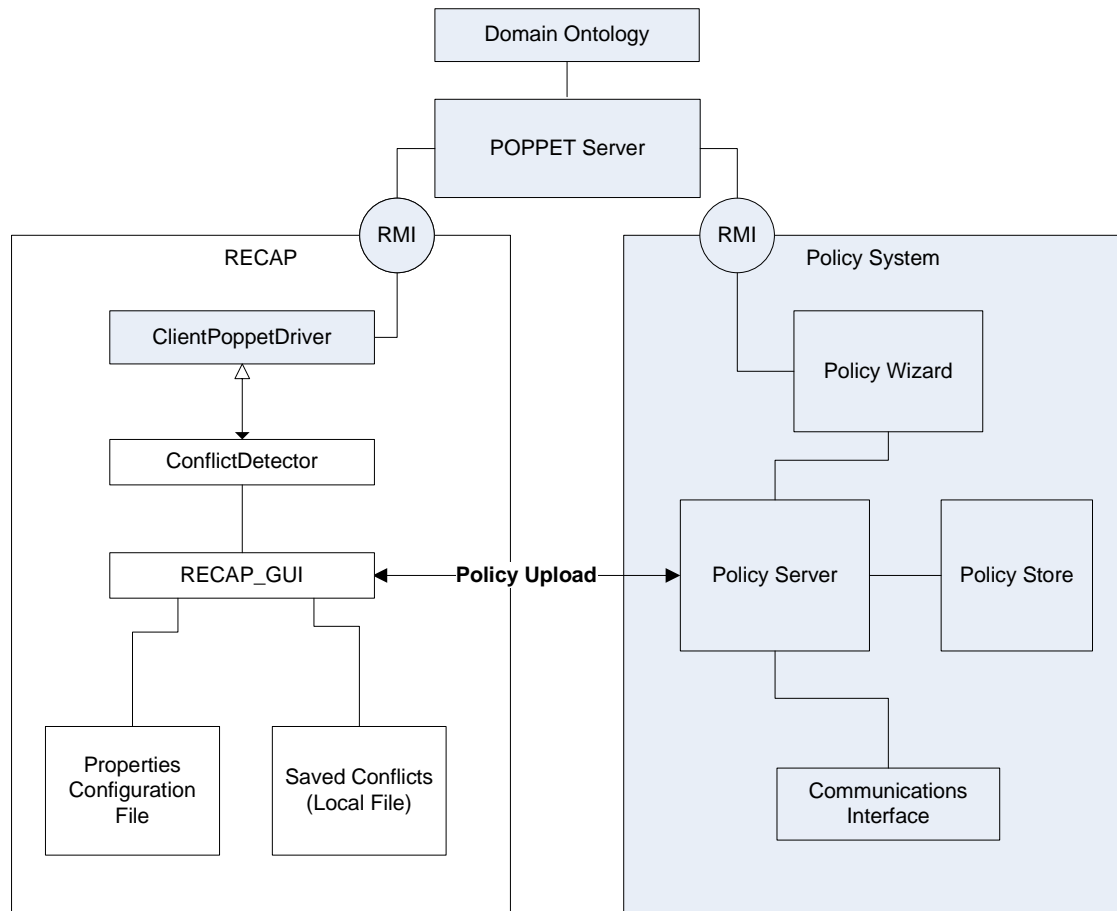 Domain Ontology
POPPET Server
RMI
RMI
RECAP
Policy System
ClientPoppetDriver
Policy Wizard
ConflictDetector
RECAP_GUI
Policy Upload
Policy Server
Policy Store
Properties
Configuration
File
Saved Conflicts
(Local File)
Communications
Interface